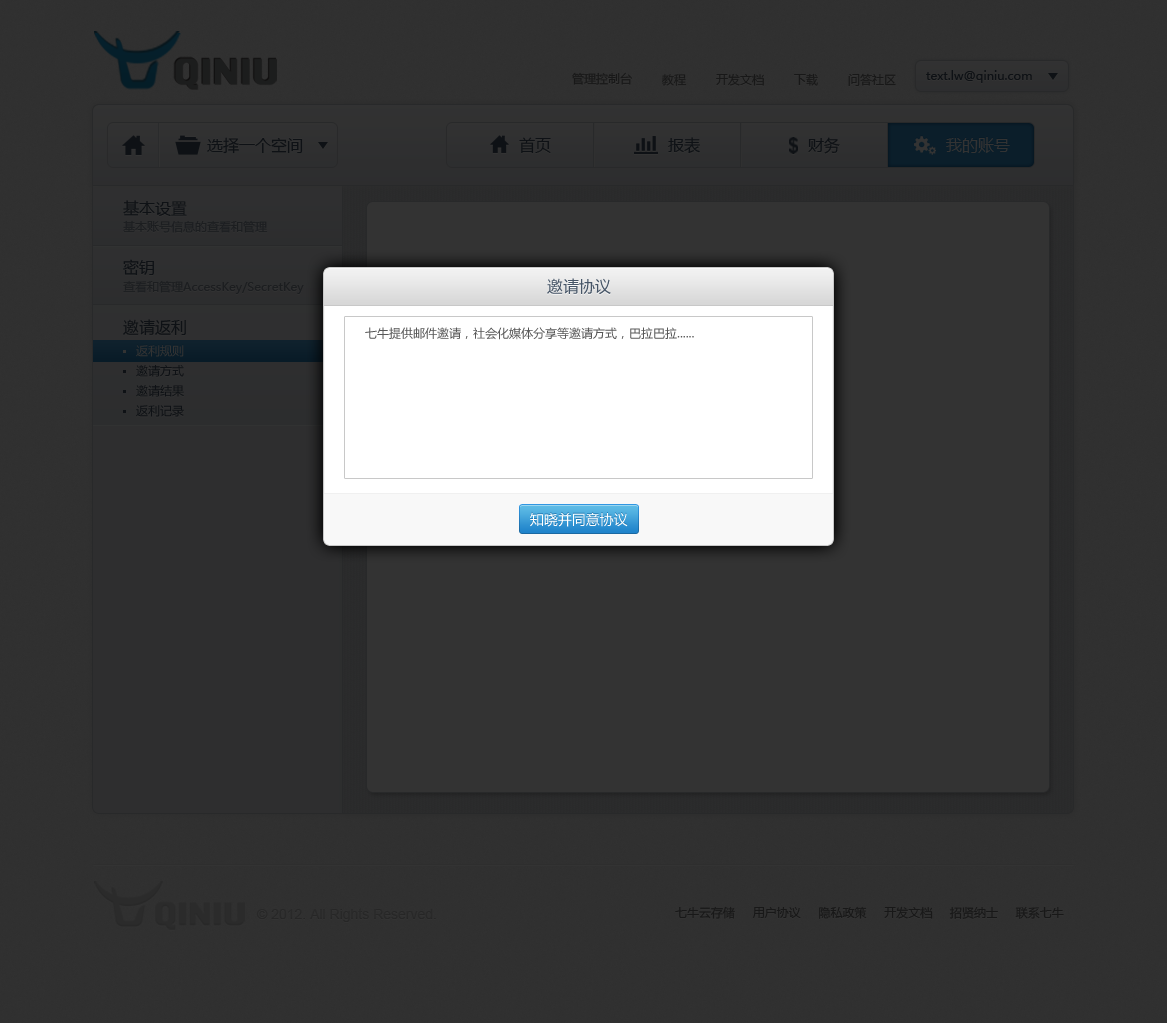 QINIU
管理控制台 教程 开发文档 下载 问答社区 text.lw@qiniu.com
选择一个空间 首页 报表 $ 财务 我的账号
基本设置
基本账号信息的查看和管理
密钥
查看和管理AccessKey/SecretKey
邀请返利
返利规则
邀请方式
邀请结果
返利记录
邀请协议
七牛提供邮件邀请，社会化媒体分享等邀请方式，巴拉巴拉......
知晓并同意协议
QINIU © 2012. All Rights Reserved
七牛云存储 用户协议 隐私政策 开发文档 招贤纳士 联系七牛